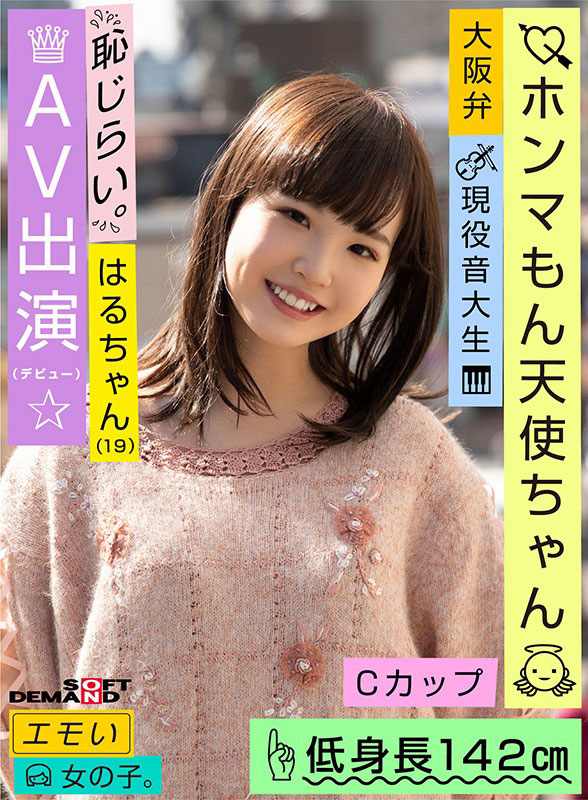 ホンマもん天使ちゃん
大阪弁
現役音大生
恥じらい。
はるちゃん
(19)
AV出演
(デビュー)
☆
Cカップ
SOFT
DEMAND
エモい
女の子。
低身長142cm